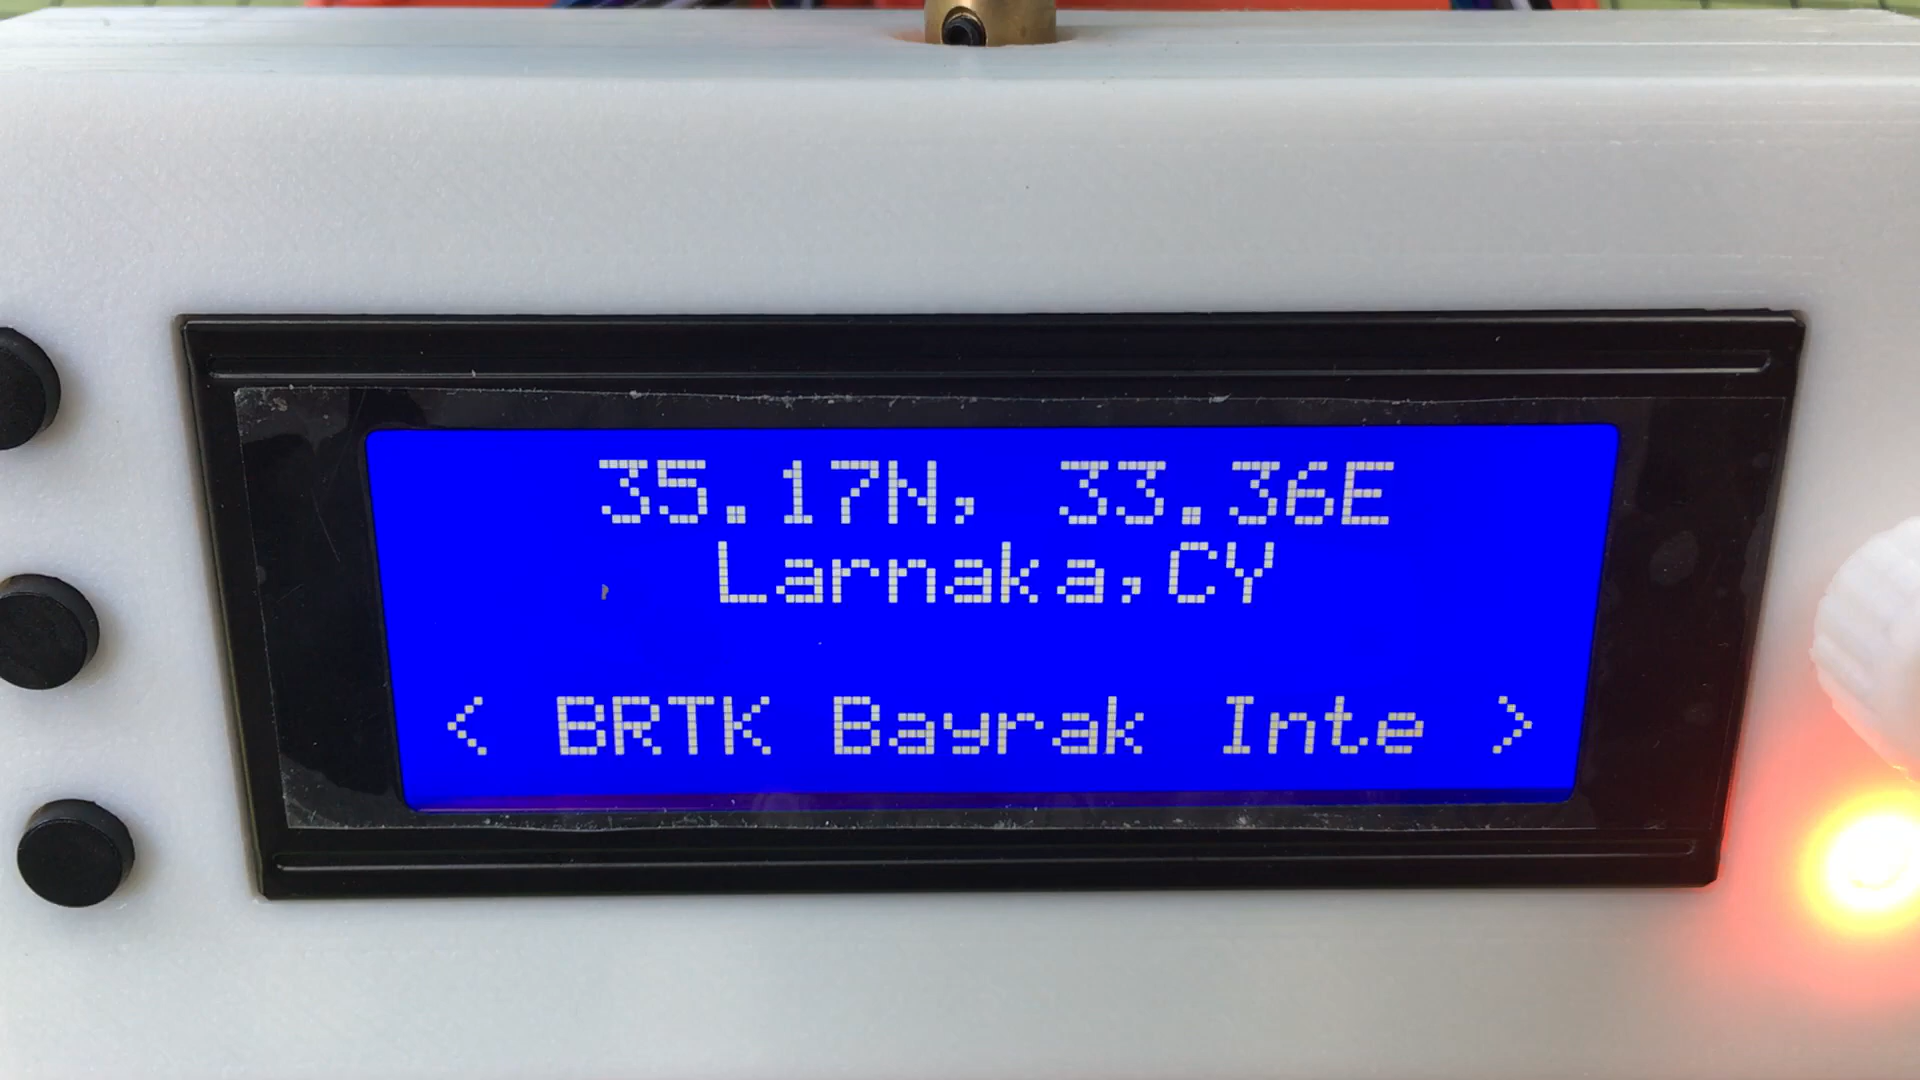 35.17N, 33.36E
Larnaka,CY
< BRTK Bayrak Inte >